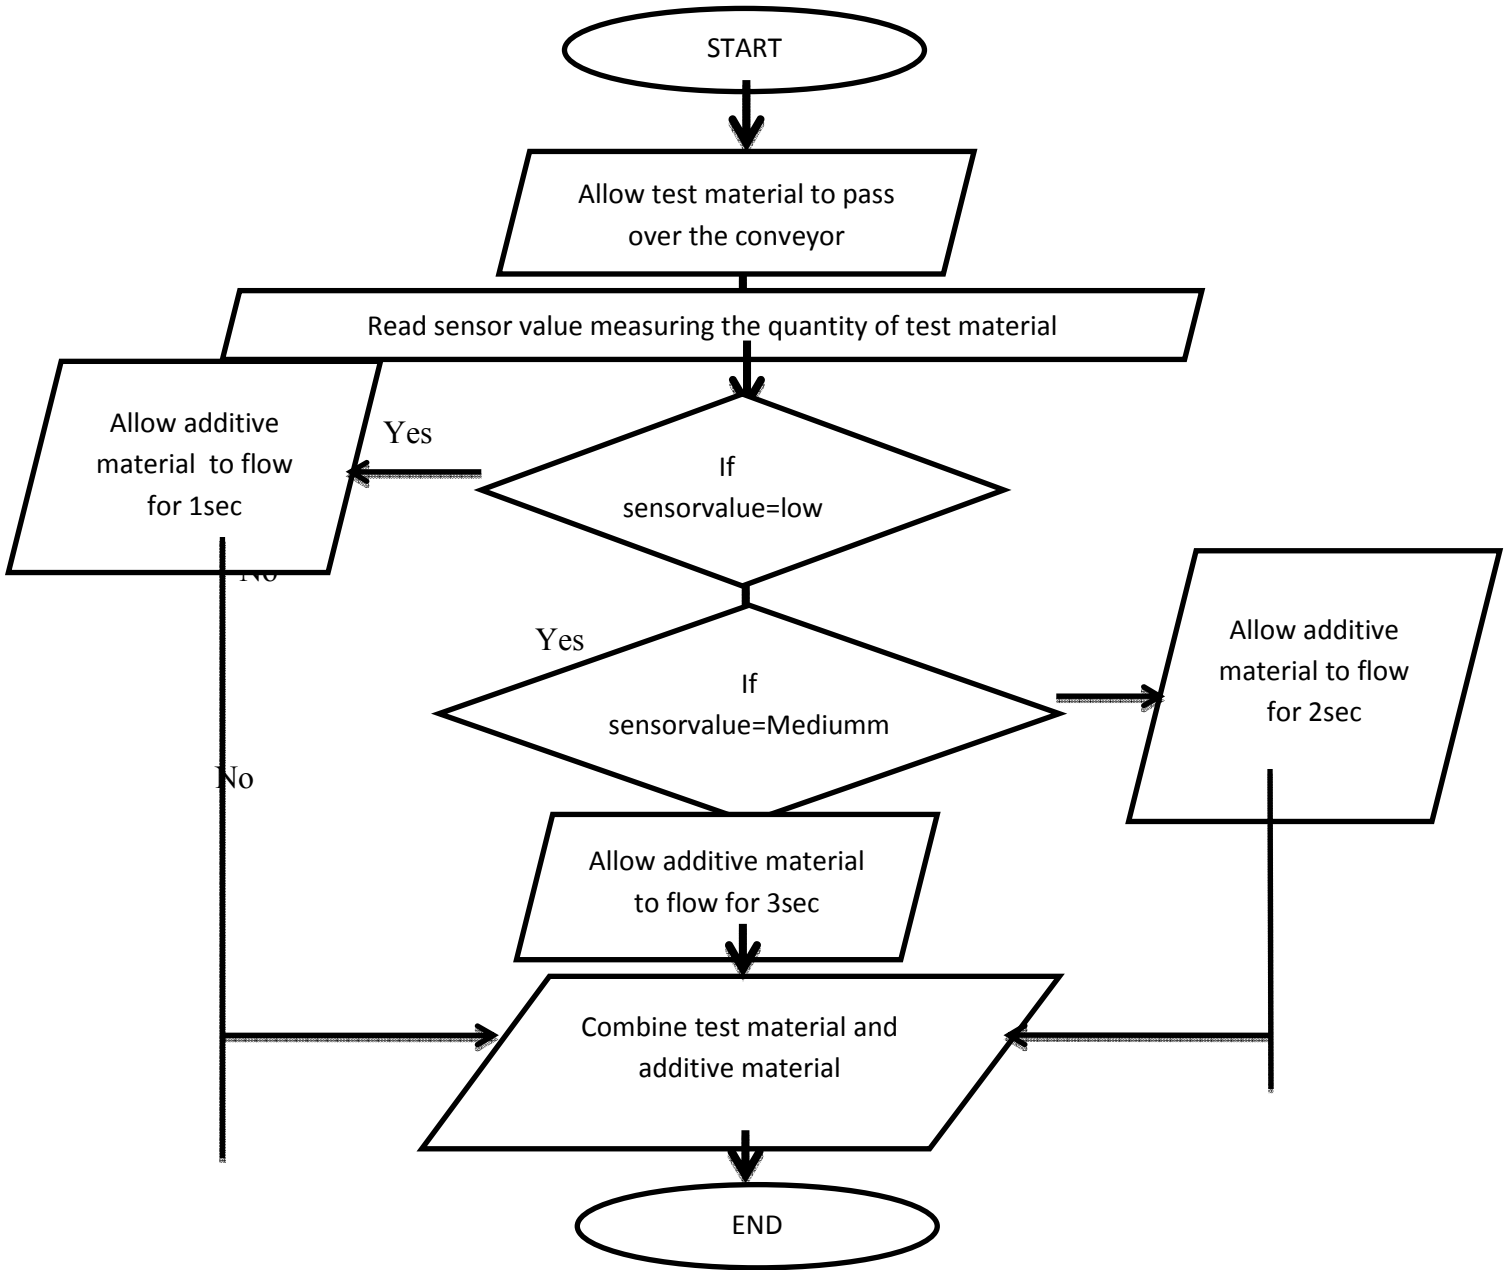 START
Allow test material to pass
over the conveyor
Read sensor value measuring the quantity of test material
Allow additive
material  to flow
for 1sec
Yes
If
sensorvalue=low
No
Yes
If
sensorvalue=Mediumm
Allow additive
material to flow
for 2sec
No
Allow additive material
to flow for 3sec
Combine test material and
additive material
END